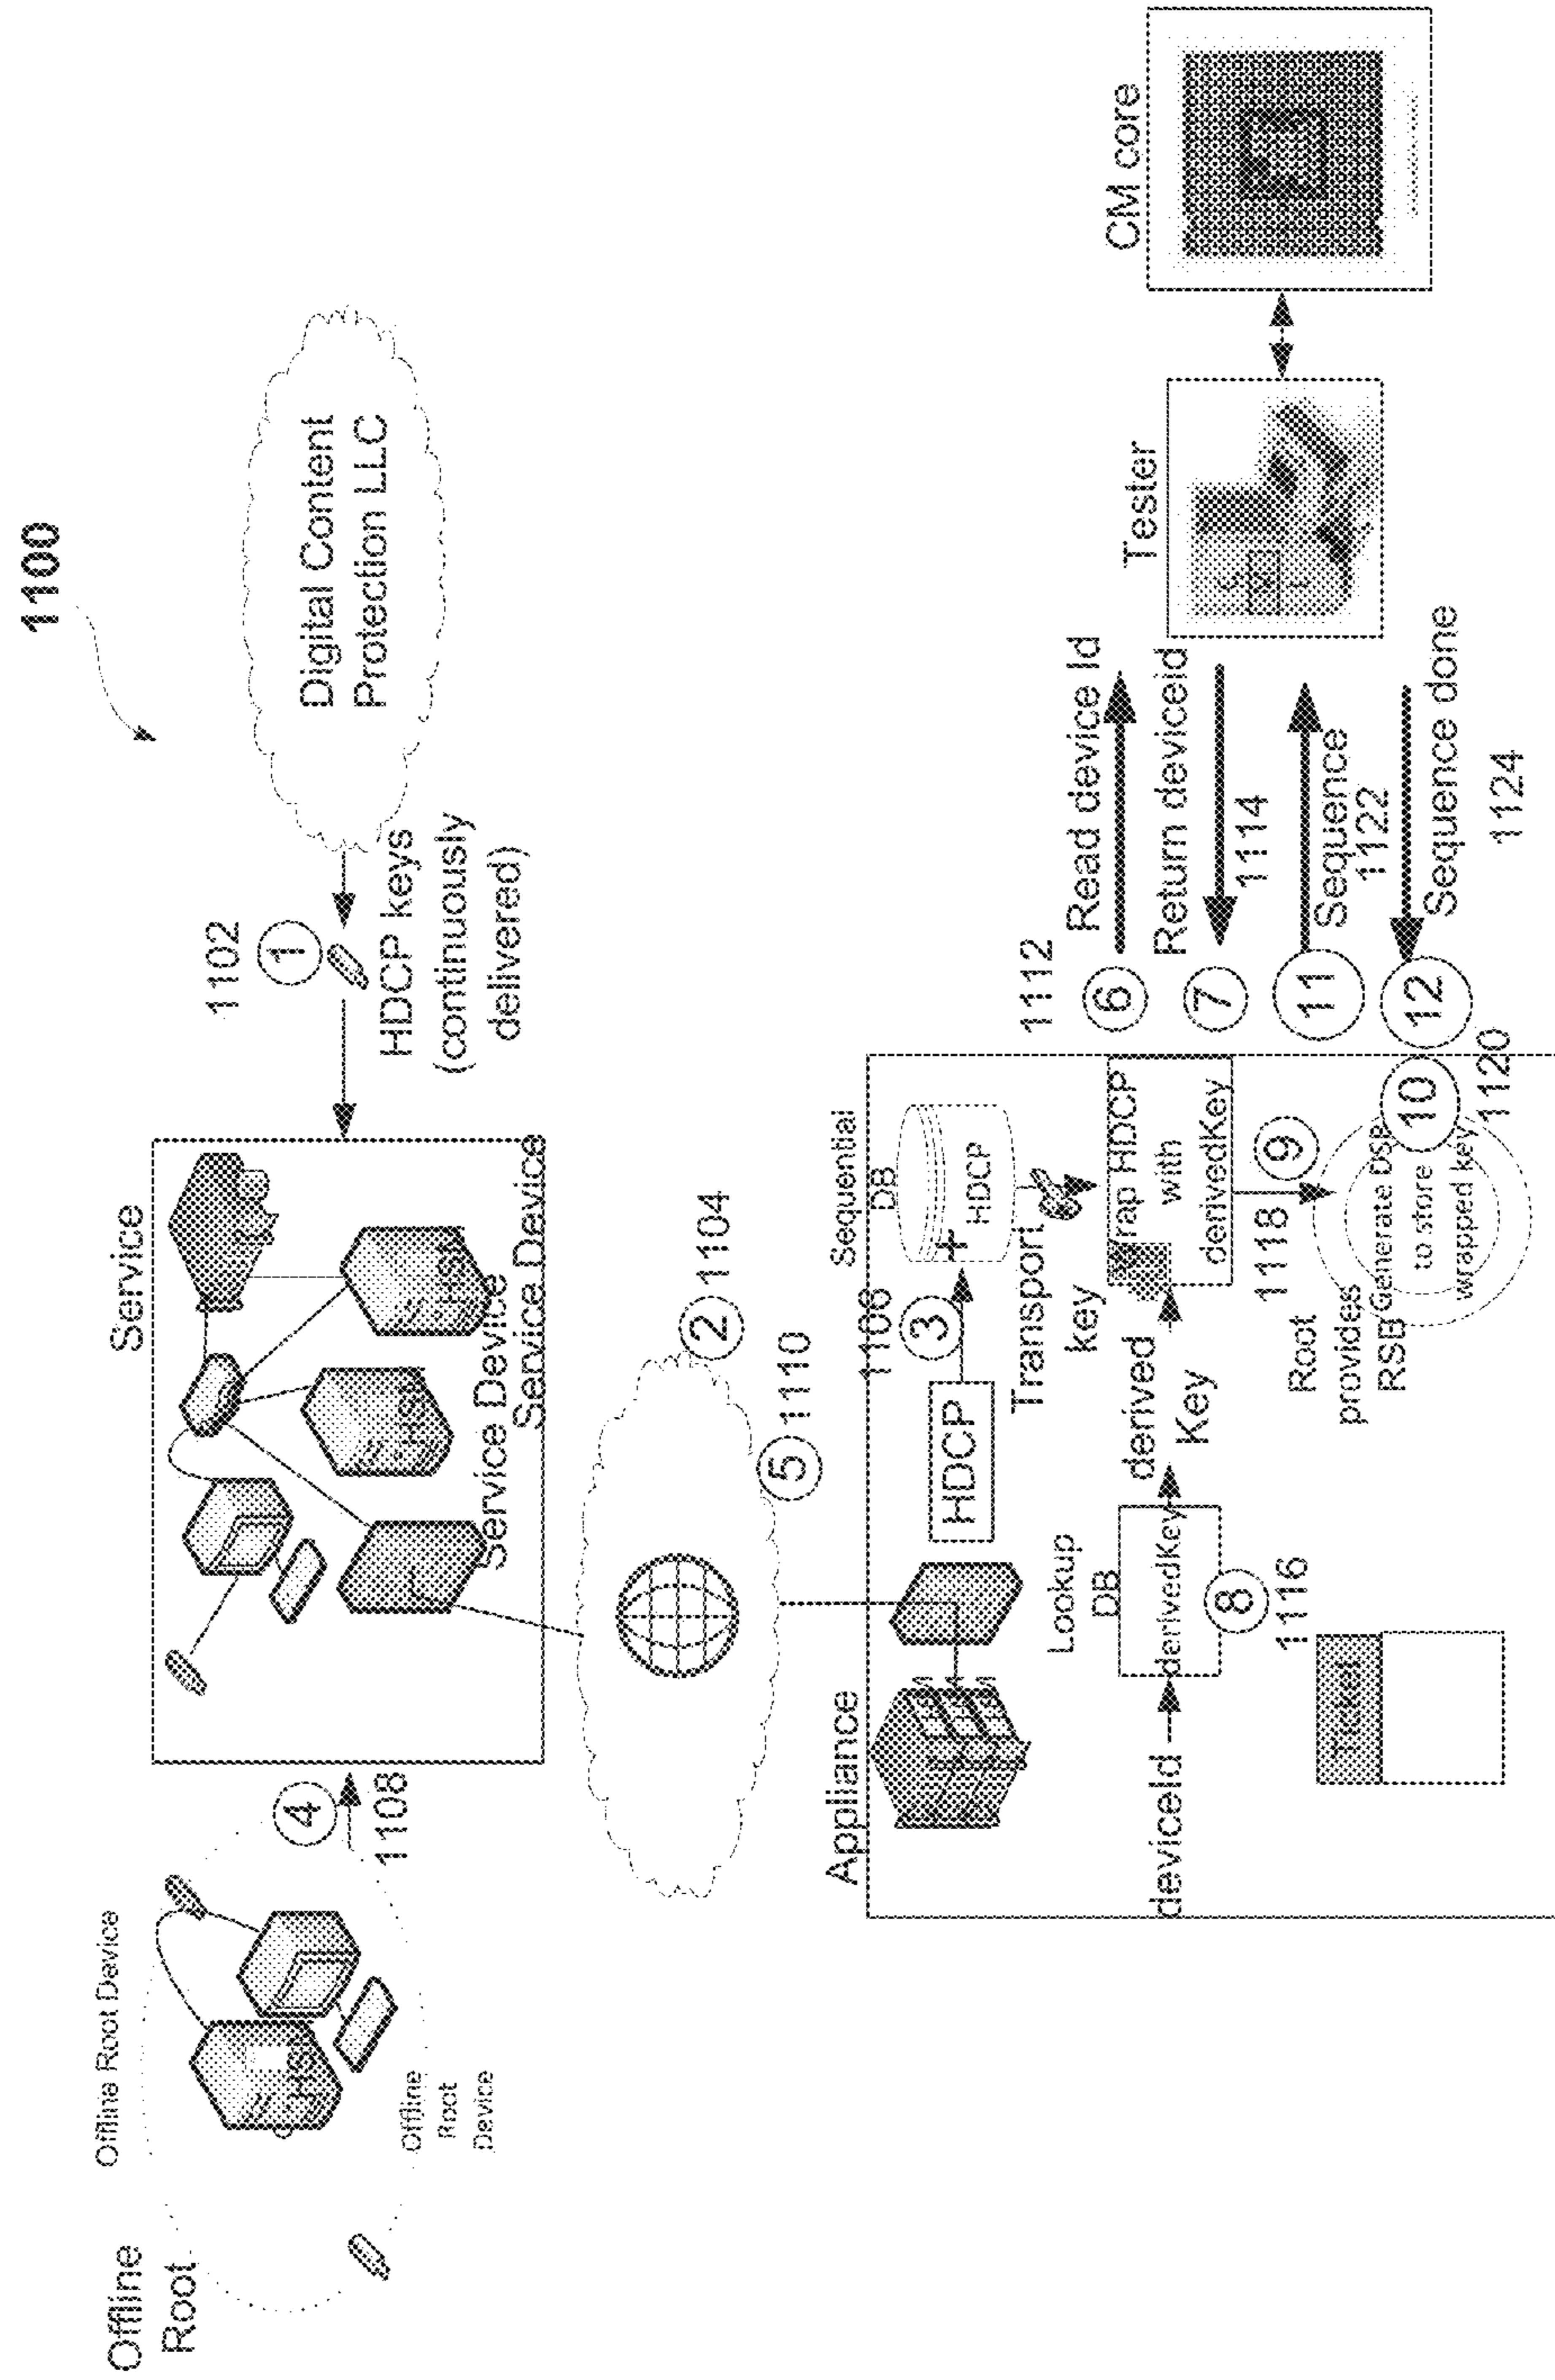 1100
Offline Root
Offline Root Device
Offline Root Device
4
1108
Service
Service Device
Service Device
1102
1
HDCP keys
(continuously
delivered)
Digital Content
Protection LLC
2
1104
5
1110
Appliance
HDCP
1106
3
Sequential
DB
HDCP
+
Transport
key
Lookup
DB
deviceId
derivedKey
8
1116
derived
Key
Wrap HDCP
with
derivedKey
1118
9
Root
provides
RSB
Generate DSB
to store
wrapped key
10
1120
Ticket
1112
6
Read device Id
7
Return deviceid
1114
11
Sequence
1122
12
Sequence done
1124
Tester
CM core